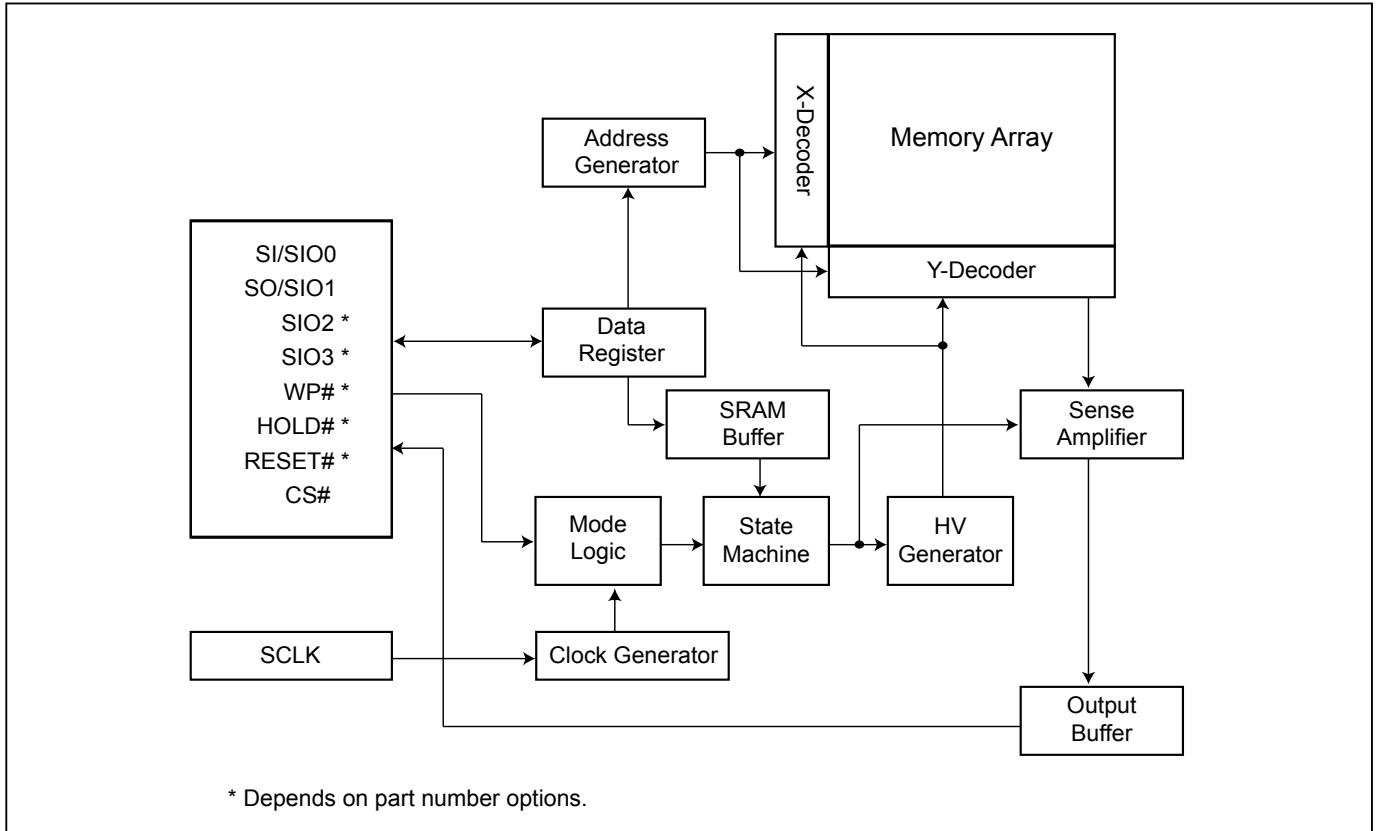 X-Decoder
Memory Array
Address
Generator
Y-Decoder
SI/SIO0
SO/SIO1
SIO2 *
SIO3 *
WP# *
HOLD# *
RESET# *
CS#
Data
Register
SRAM
Buffer
Sense
Amplifier
Mode
Logic
State
Machine
HV
Generator
SCLK
Clock Generator
Output
Buffer
* Depends on part number options.